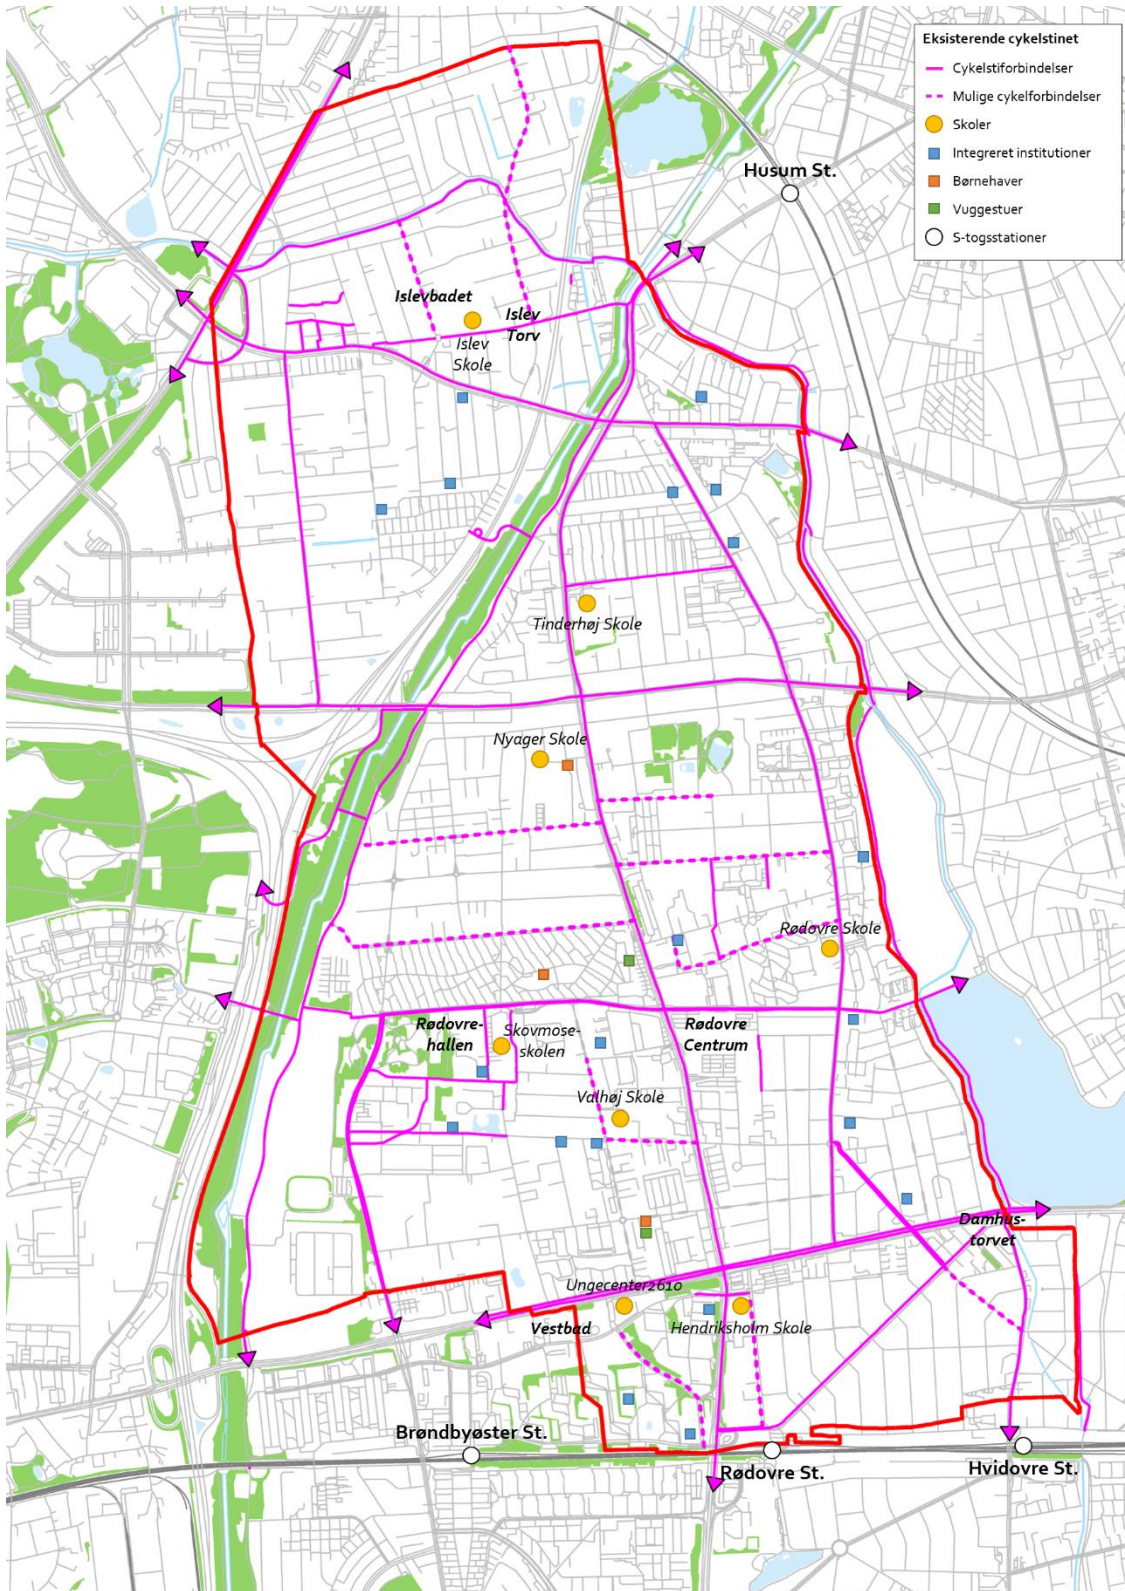 Eksisterende cykelstinet
Cykelstiforbindelser
Mulige cykelforbindelser
Skoler
Integreret institutioner
Børnehaver
Vuggestuer
S-togsstationer
Husum St.
Islevbadet
Islev
Torv
Islev
Skole
Tinderhøj Skole
Nyager Skole
Rødovre Skole
Rødovre-
hallen
Skovmose-
skolen
Rødovre
Centrum
Valhøj Skole
Damhus-
torvet
Ungecenter2610
Vestbad
Hendriksholm Skole
Brøndbyøster St.
Rødovre St.
Hvidovre St.